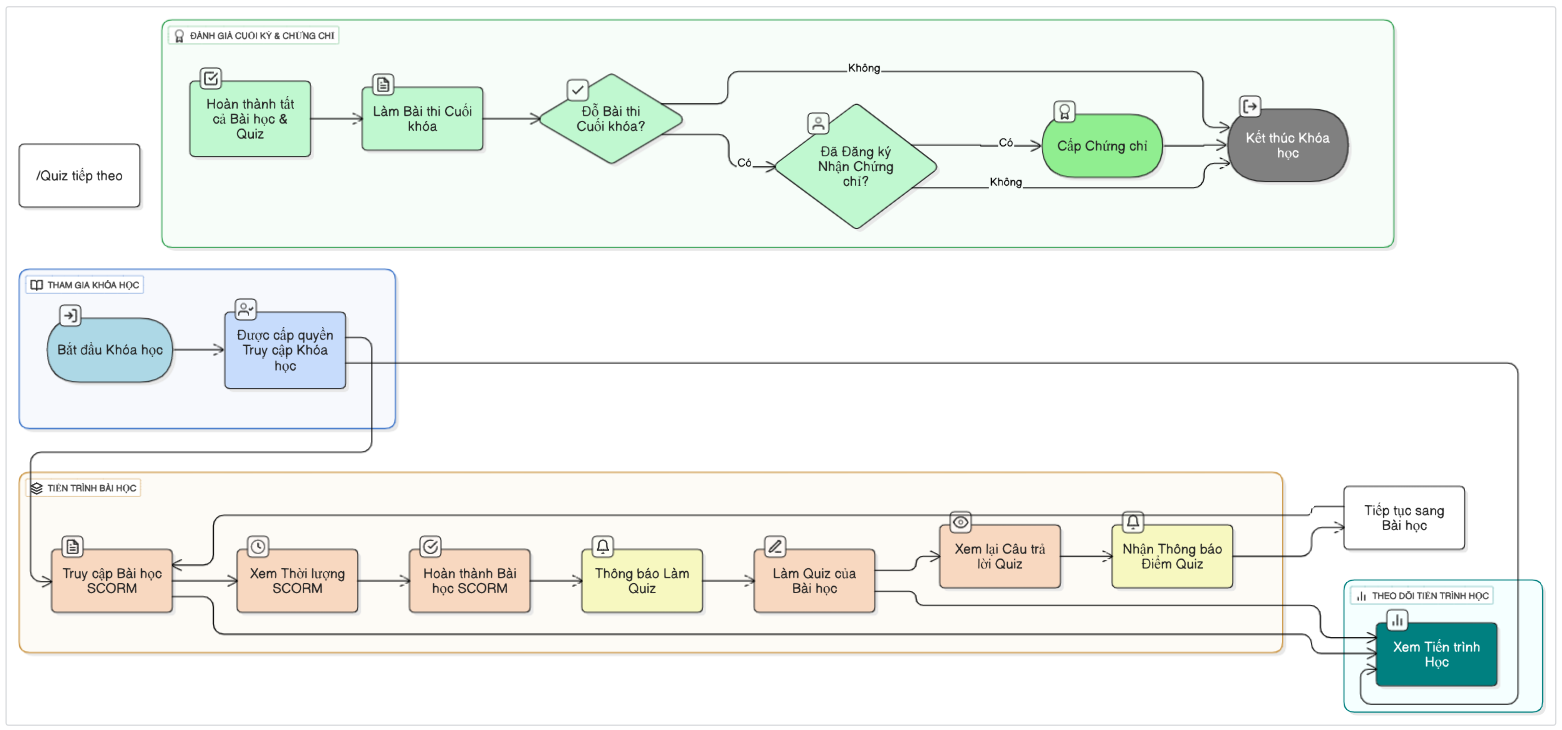 ĐÁNH GIÁ CUỐI KỲ & CHỨNG CHỈ
Hoàn thành tất
cả Bài học &
Quiz
Làm Bài thi Cuối
khóa
Đỗ Bài thi
Cuối khóa?
Không
Có
Đã Đăng ký
Nhận Chứng
chỉ?
Có
Không
Cấp Chứng chỉ
Kết thúc Khóa
học
/Quiz tiếp theo
THAM GIA KHÓA HỌC
Bắt đầu Khóa học
Được cấp quyền
Truy cập Khóa
học
TIẾN TRÌNH BÀI HỌC
Truy cập Bài học
SCORM
Xem Thời lượng
SCORM
Hoàn thành Bài
học SCORM
Thông báo Làm
Quiz
Làm Quiz của
Bài học
Xem lại Câu trả
lời Quiz
Nhận Thông báo
Điểm Quiz
Tiếp tục sang
Bài học
THEO DÕI TIẾN TRÌNH HỌC
Xem Tiến trình
Học